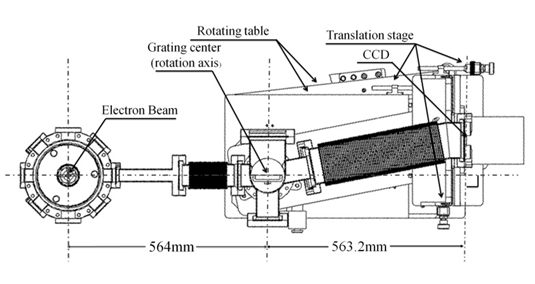 Rotating table
Translation stage
Grating center
(rotation axis)
CCD
Electron Beam
564mm
563.2mm